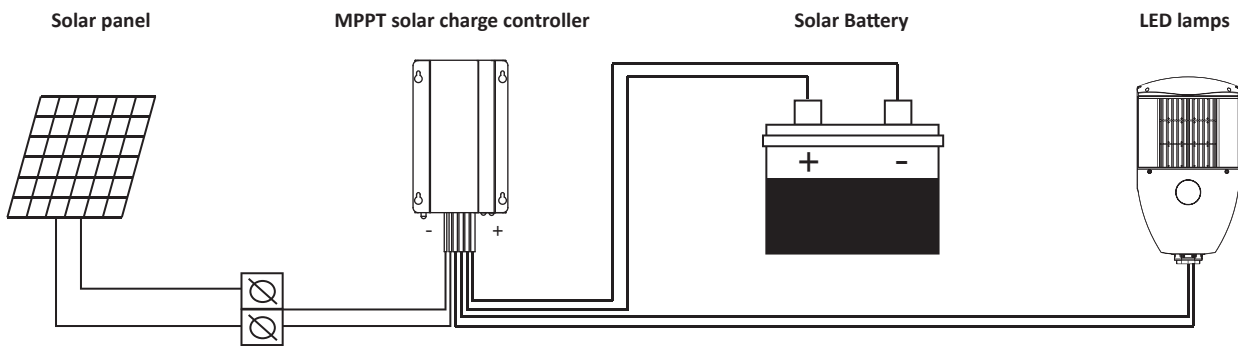 Solar panel
MPPT solar charge controller
Solar Battery
LED lamps
+ -
- +